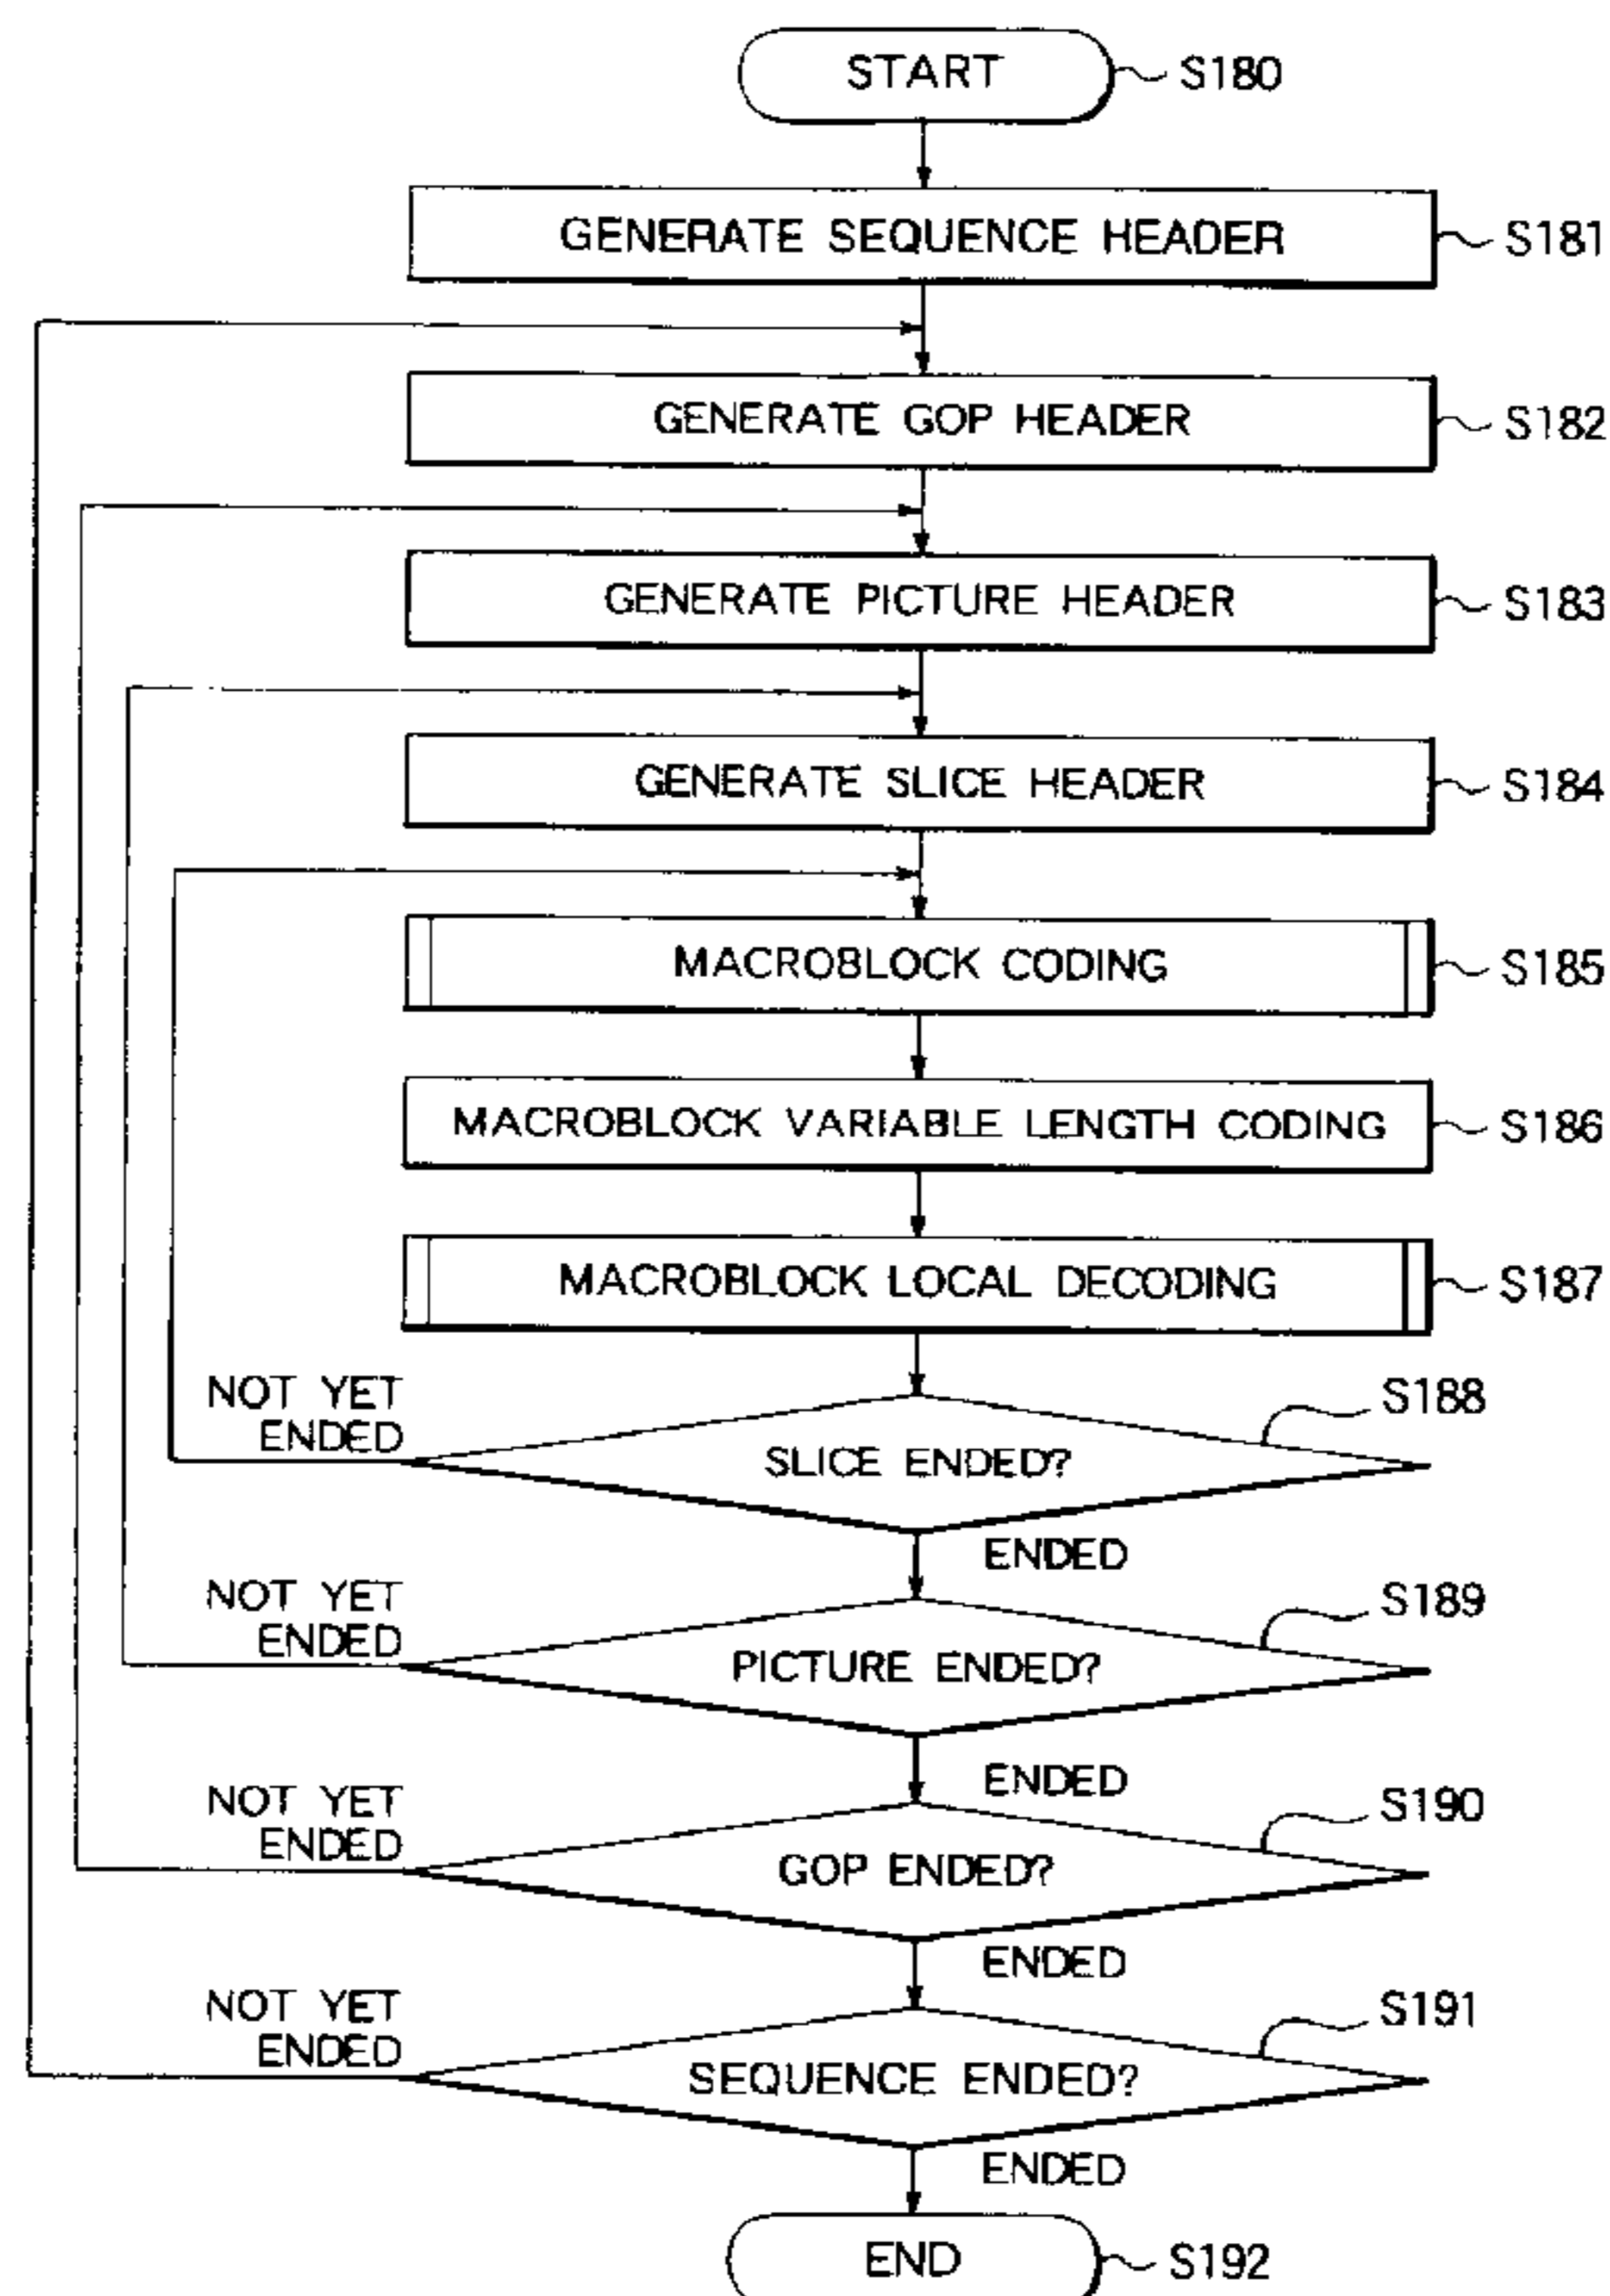 START
S180
GENERATE SEQUENCE HEADER
S181
GENERATE GOP HEADER
S182
GENERATE PICTURE HEADER
S183
GENERATE SLICE HEADER
S184
MACROBLOCK CODING
S185
MACROBLOCK VARIABLE LENGTH CODING
S186
MACROBLOCK LOCAL DECODING
S187
NOT YET
ENDED
SLICE ENDED?
S188
ENDED
NOT YET
ENDED
PICTURE ENDED?
S189
ENDED
NOT YET
ENDED
GOP ENDED?
S190
ENDED
NOT YET
ENDED
SEQUENCE ENDED?
S191
ENDED
END
S192